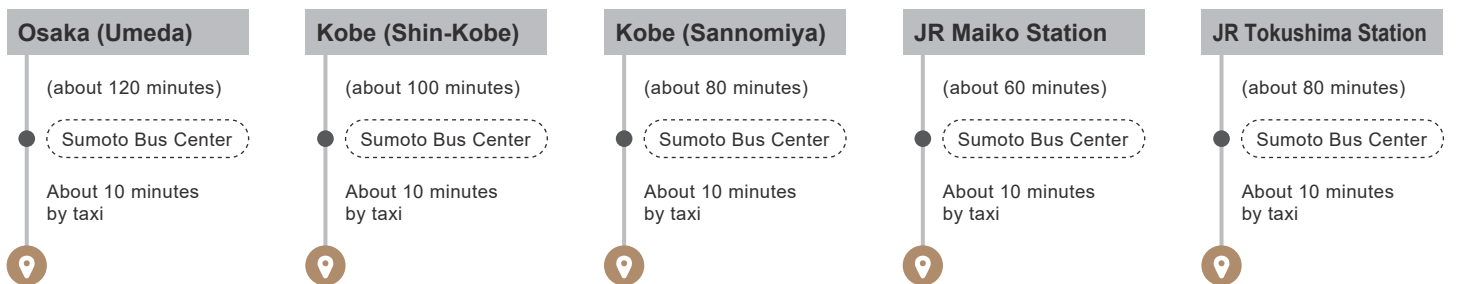 Osaka (Umeda)
(about 120 minutes)
Sumoto Bus Center
About 10 minutes
by taxi
Kobe (Shin-Kobe)
(about 100 minutes)
Sumoto Bus Center
About 10 minutes
by taxi
Kobe (Sannomiya)
(about 80 minutes)
Sumoto Bus Center
About 10 minutes
by taxi
JR Maiko Station
(about 60 minutes)
Sumoto Bus Center
About 10 minutes
by taxi
JR Tokushima Station
(about 80 minutes)
Sumoto Bus Center
About 10 minutes
by taxi